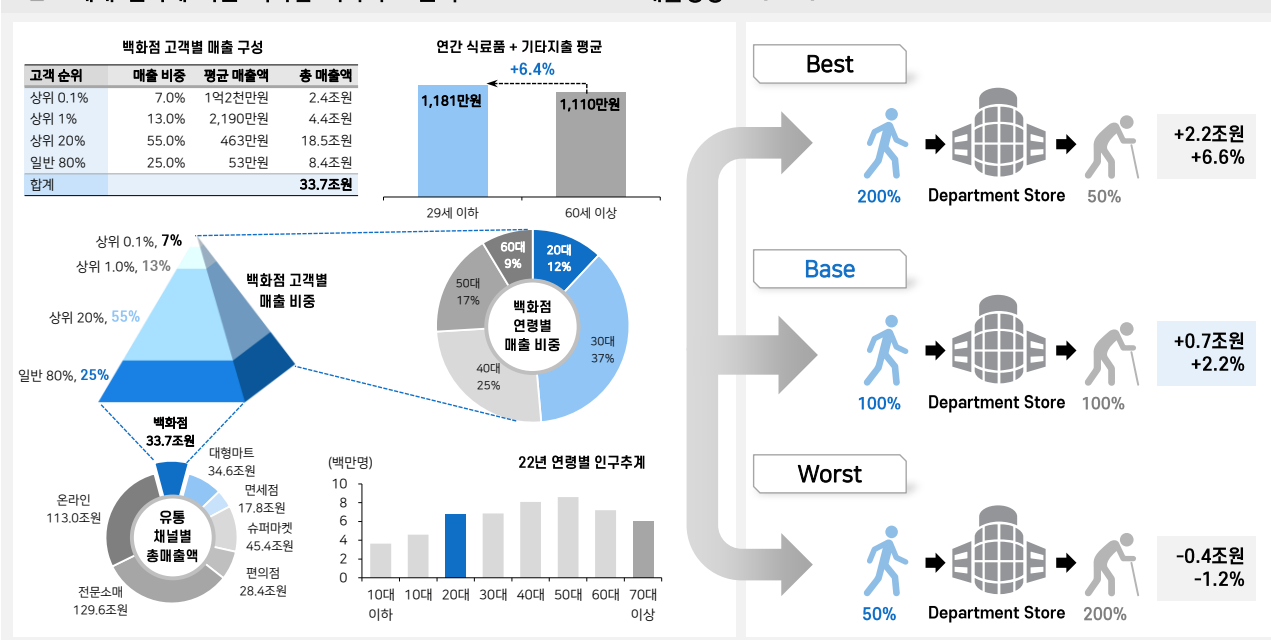 백화점 고객별 매출 구성
고객 순위 매출 비중 평균 매출액 총 매출액
상위 0.1% 7.0% 1억2천만원 2.4조원
상위 1% 13.0% 2,190만원 4.4조원
상위 20% 55.0% 463만원 18.5조원
일반 80% 25.0% 53만원 8.4조원
합계 33.7조원
연간 식료품 + 기타지출 평균
+6.4%
1,181만원
1,110만원
29세 이하
60세 이상
상위 0.1%, 7%
상위 1.0%, 13%
상위 20%, 55%
일반 80%, 25%
백화점 고객별
매출 비중
60대
9%
20대
12%
50대
17%
30대
37%
40대
25%
백화점
연령별
매출 비중
백화점
33.7조원
대형마트
34.6조원
면세점
17.8조원
슈퍼마켓
45.4조원
편의점
28.4조원
전문소매
129.6조원
온라인
113.0조원
유통
채널별
총매출액
(백만명)
22년 연령별 인구추계
10
8
6
4
2
0
10대
이하
10대
20대
30대
40대
50대
60대
70대
이상
Best
200%
Department Store
50%
+2.2조원
+6.6%
Base
100%
Department Store
100%
+0.7조원
+2.2%
Worst
50%
Department Store
200%
-0.4조원
-1.2%